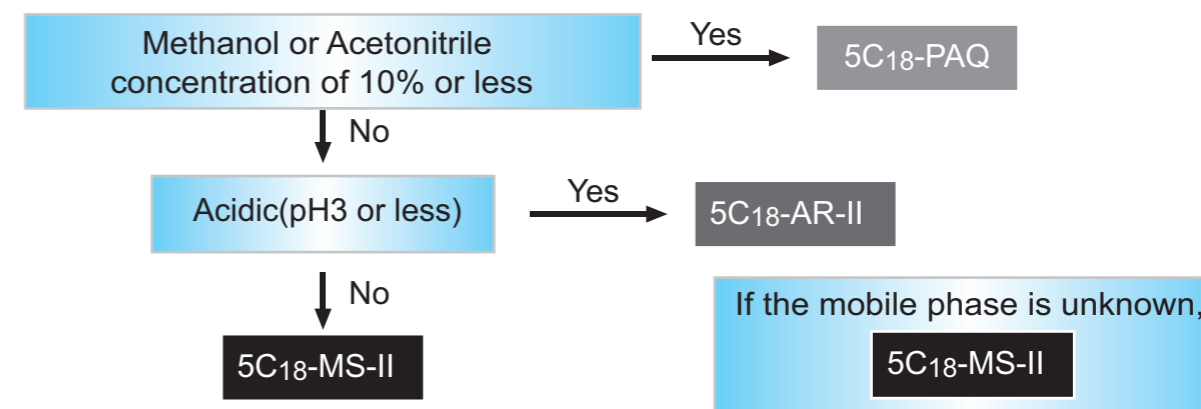 Methanol or Acetonitrile
concentration of 10% or less
Yes
5C18-PAQ
No
Acidic(pH3 or less)
Yes
5C18-AR-II
No
5C18-MS-II
If the mobile phase is unknown,
5C18-MS-II